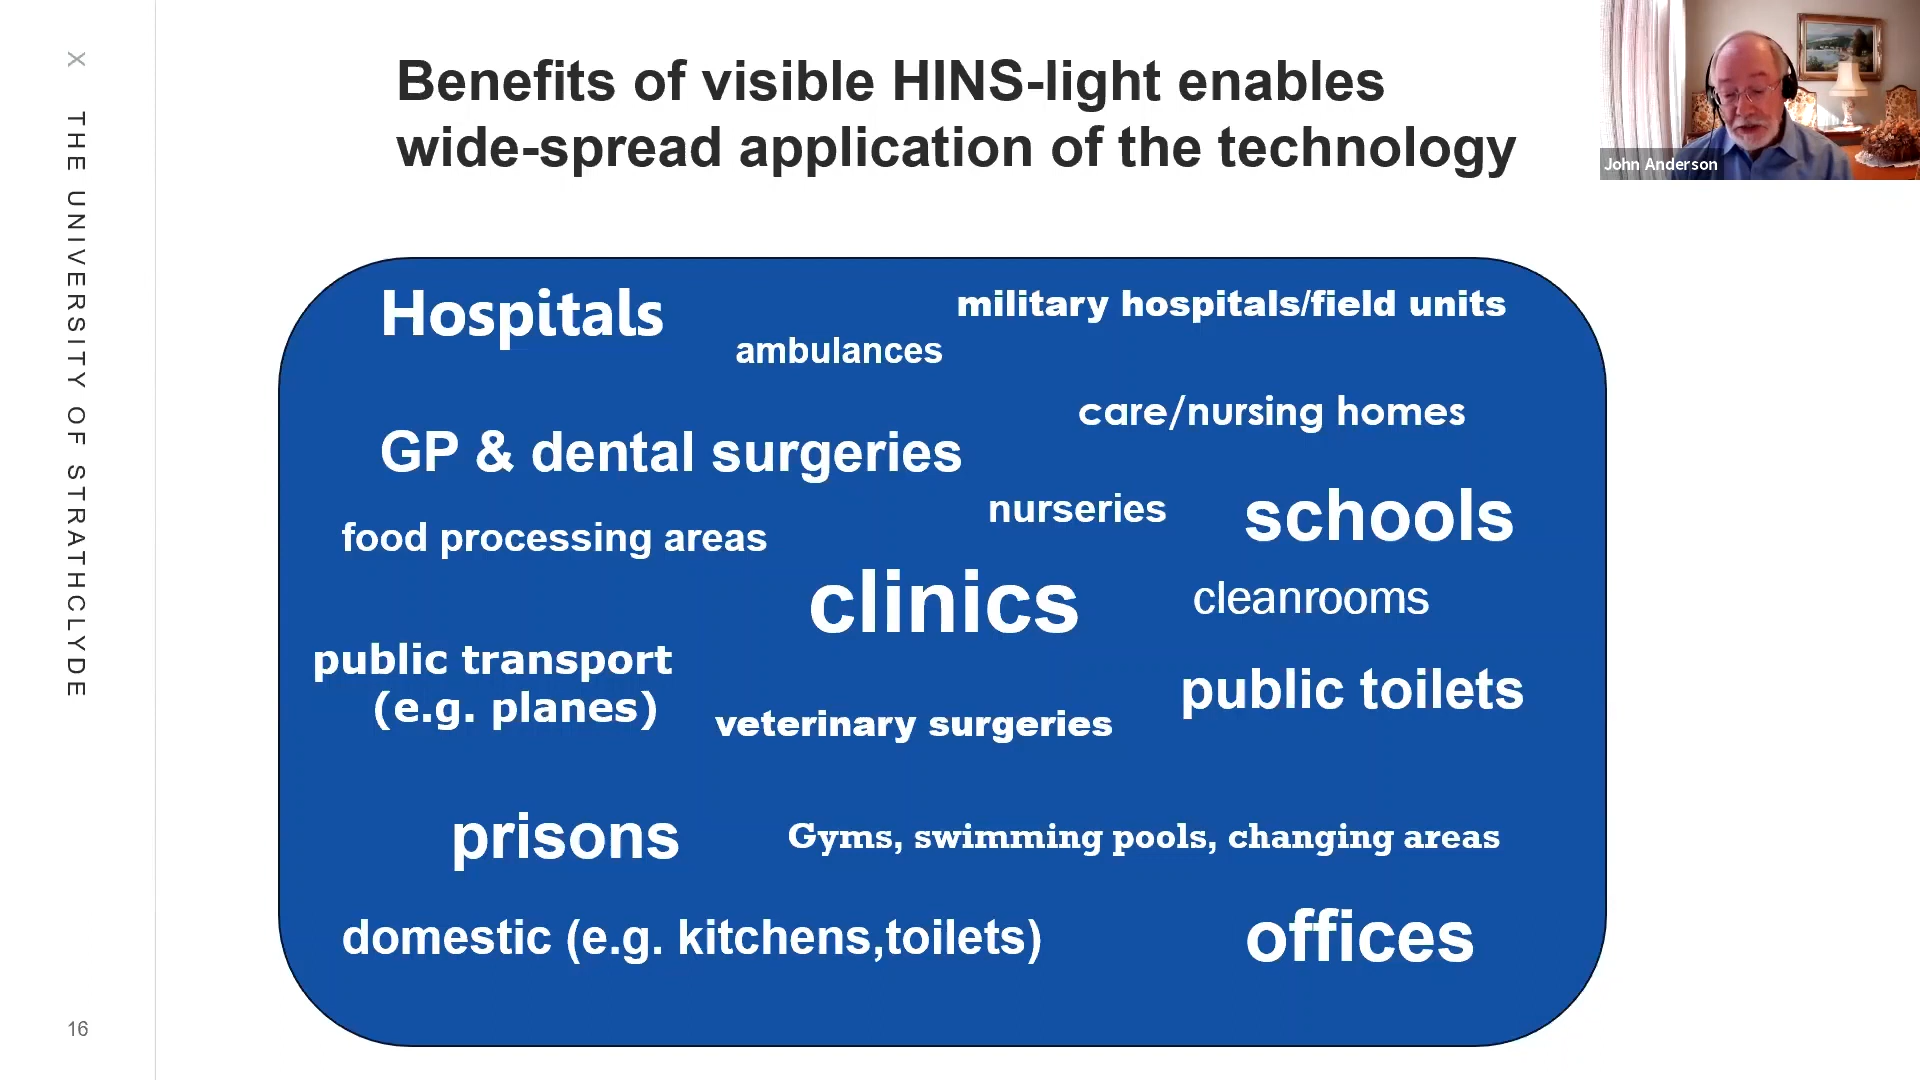 X THE UNIVERSITY OF STRATHCLYDE
Benefits of visible HINS-light enables
wide-spread application of the technology
John Anderson
Hospitals
military hospitals/field units
ambulances
care/nursing homes
GP & dental surgeries
nurseries
schools
food processing areas
clinics
cleanrooms
public transport
(e.g. planes)
public toilets
veterinary surgeries
prisons
Gyms, swimming pools, changing areas
domestic (e.g. kitchens,toilets)
offices
16